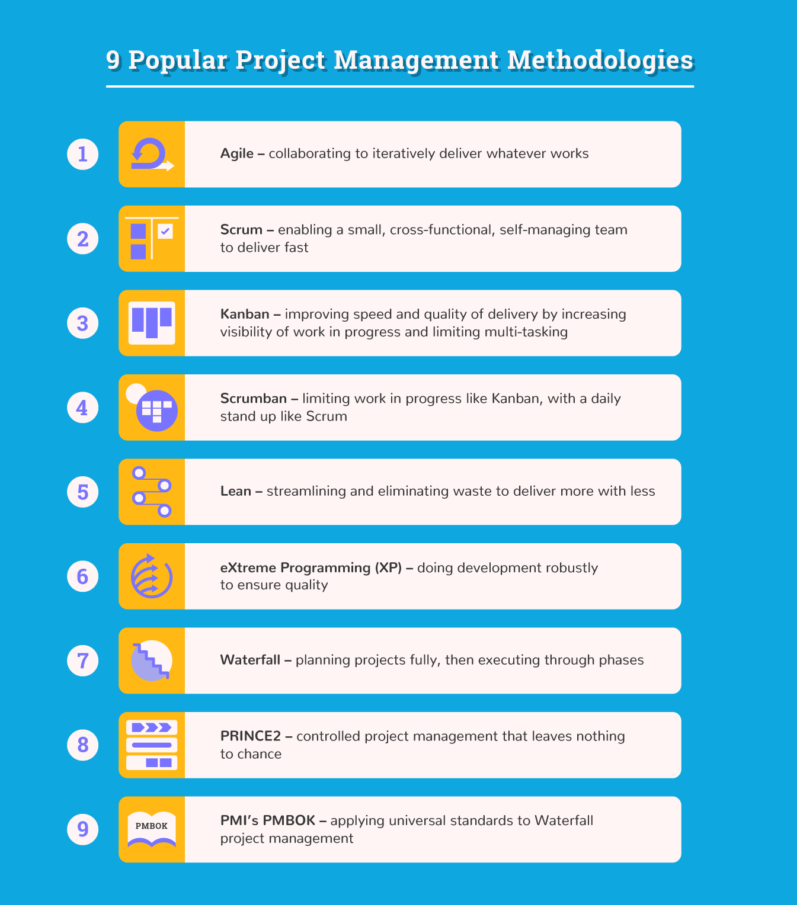 9 Popular Project Management Methodologies
1
Agile – collaborating to iteratively deliver whatever works
2
Scrum – enabling a small, cross-functional, self-managing team
to deliver fast
3
Kanban – improving speed and quality of delivery by increasing
visibility of work in progress and limiting multi-tasking
4
Scrumban – limiting work in progress like Kanban, with a daily
stand up like Scrum
5
Lean – streamlining and eliminating waste to deliver more with less
6
eXtreme Programming (XP) – doing development robustly
to ensure quality
7
Waterfall – planning projects fully, then executing through phases
8
PRINCE2 – controlled project management that leaves nothing
to chance
9
PMBOK
PMI’s PMBOK – applying universal standards to Waterfall
project management